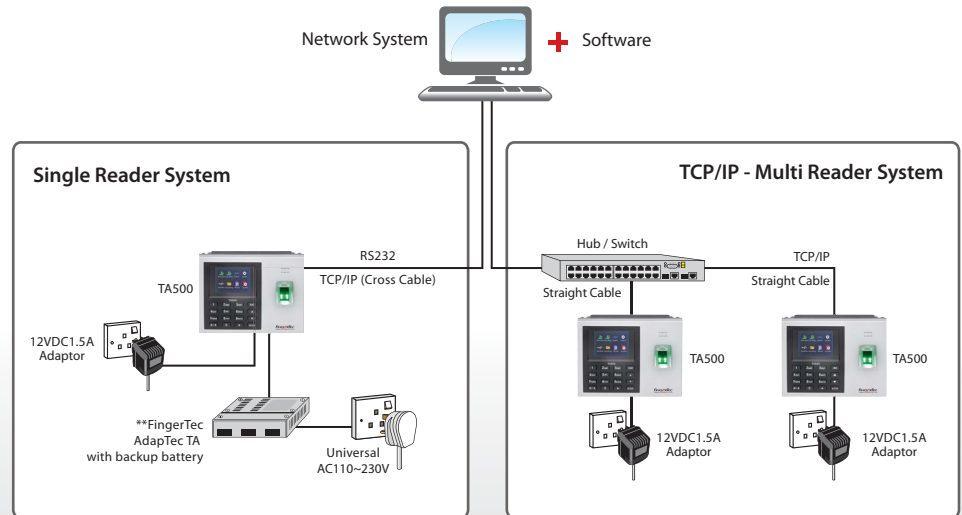 Network System
Software
Single Reader System
TA500
RS232
TCP/IP (Cross Cable)
12VDC1.5A
Adaptor
**FingerTec
AdapTec TA
with backup battery
Universal
AC110~230V
TCP/IP - Multi Reader System
Hub / Switch
Straight Cable
TCP/IP
Straight Cable
TA500
TA500
12VDC1.5A
Adaptor
12VDC1.5A
Adaptor